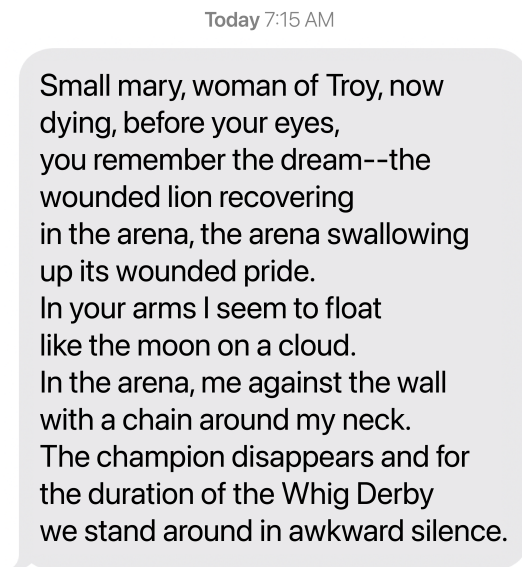 Today 7:15 AM
Small mary, woman of Troy, now
dying, before your eyes,
you remember the dream--the
wounded lion recovering
in the arena, the arena swallowing
up its wounded pride.
In your arms I seem to float
like the moon on a cloud.
In the arena, me against the wall
with a chain around my neck.
The champion disappears and for
the duration of the Whig Derby
we stand around in awkward silence.